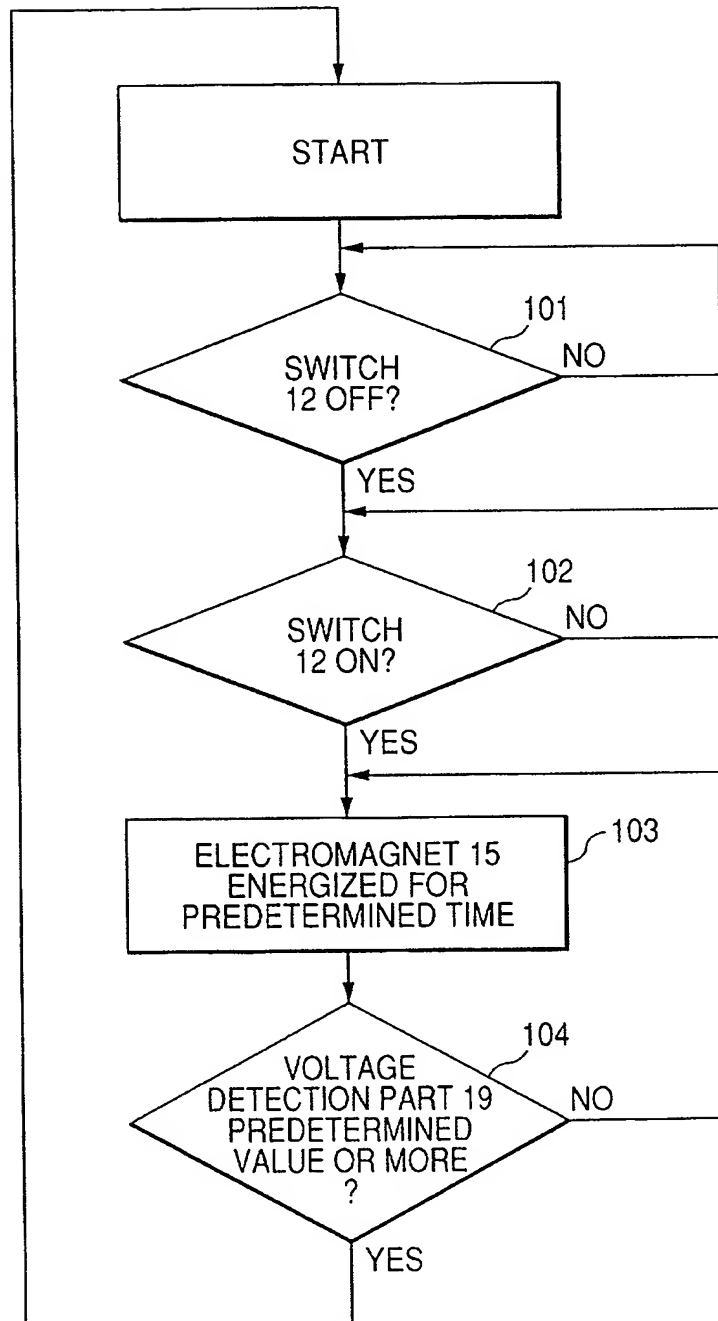 START
101
SWITCH
12 OFF?
NO
YES
102
SWITCH
12 ON?
NO
YES
103
ELECTROMAGNET 15
ENERGIZED FOR
PREDETERMINED TIME
104
VOLTAGE
DETECTION PART 19
PREDETERMINED
VALUE OR MORE
?
NO
YES